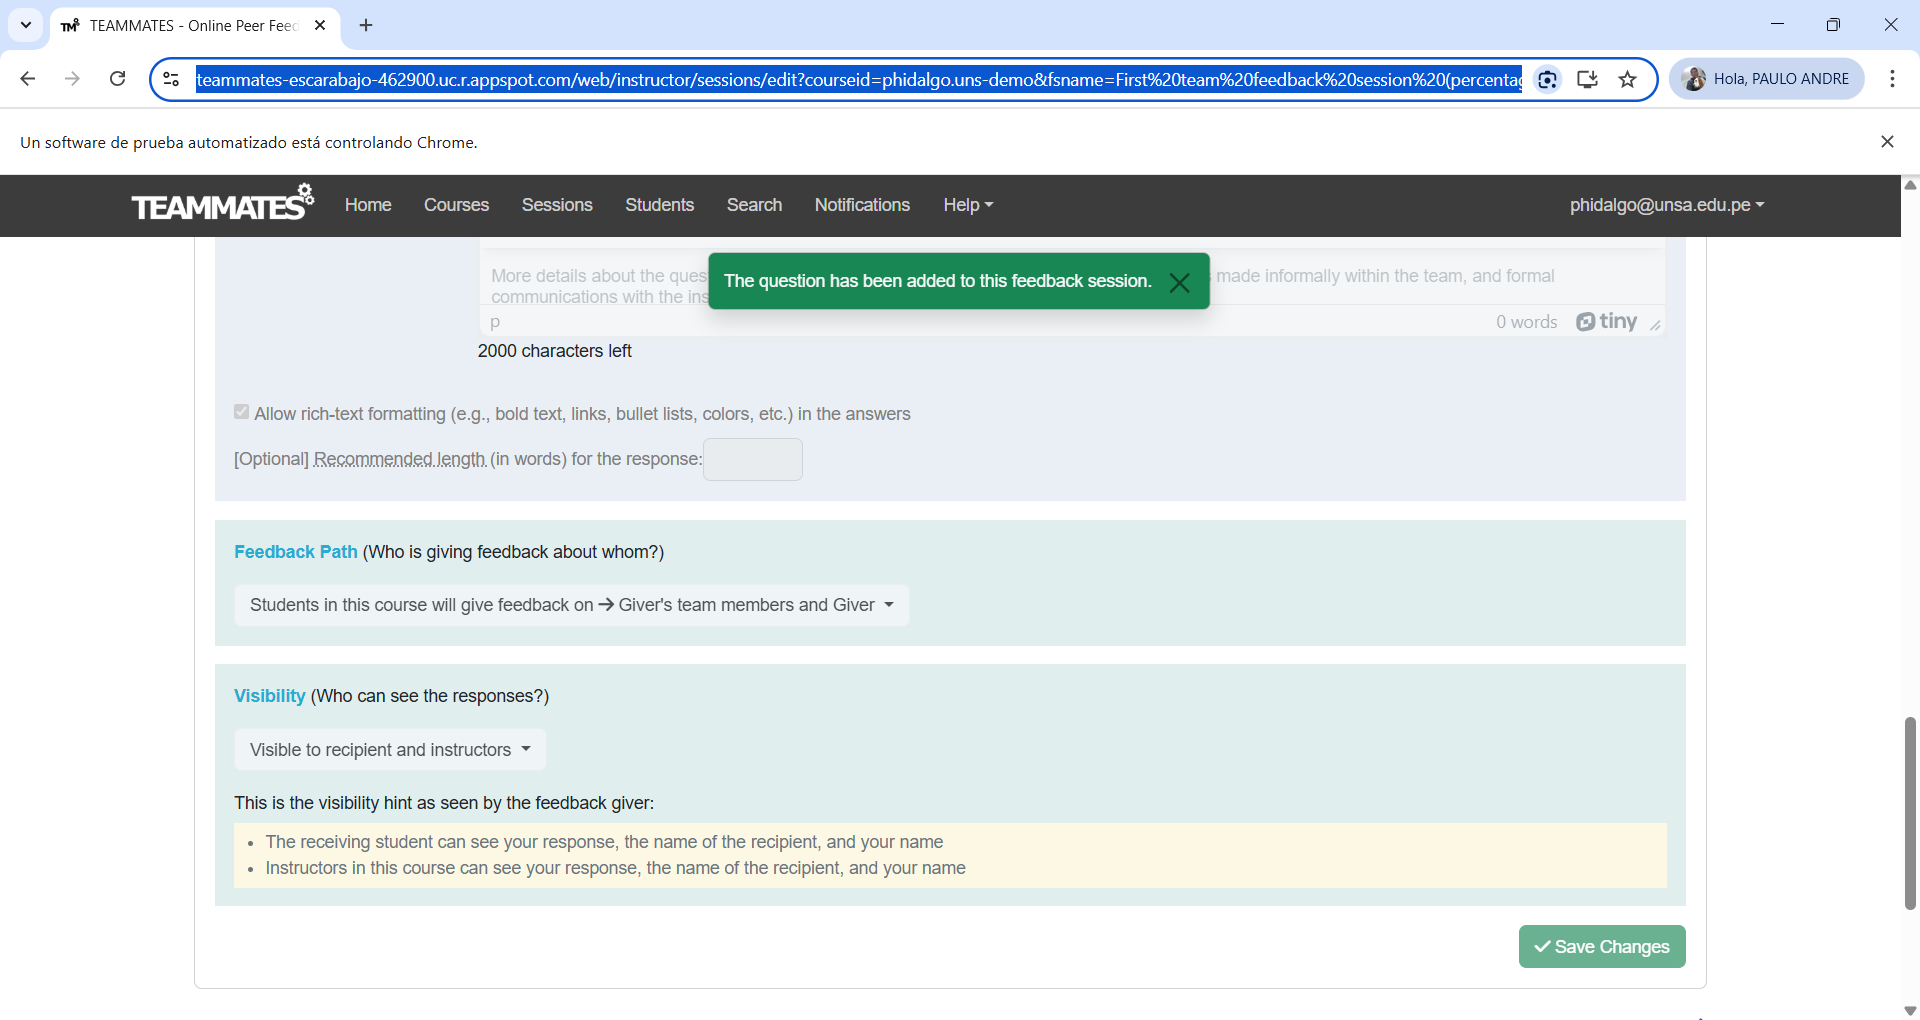 TEAMMATES - Online Peer Feed
teammates-escarabajo-462900.uc.r.appspot.com/web/instructor/sessions/edit?courseid=phidalgo.uns-demo&fsname=First%20team%20feedback%20session%20(percentag
Hola, PAULO ANDRE
Un software de prueba automatizado está controlando Chrome.
TEAMMATES Home Courses Sessions Students Search Notifications Help phidalgo@unsa.edu.pe
More details about the ques made informally within the team, and formal
communications with the ins
The question has been added to this feedback session.
p 0 words tiny
2000 characters left
Allow rich-text formatting (e.g., bold text, links, bullet lists, colors, etc.) in the answers
[Optional] Recommended length (in words) for the response:
Feedback Path (Who is giving feedback about whom?)
Students in this course will give feedback on → Giver's team members and Giver
Visibility (Who can see the responses?)
Visible to recipient and instructors
This is the visibility hint as seen by the feedback giver:
• The receiving student can see your response, the name of the recipient, and your name
• Instructors in this course can see your response, the name of the recipient, and your name
Save Changes